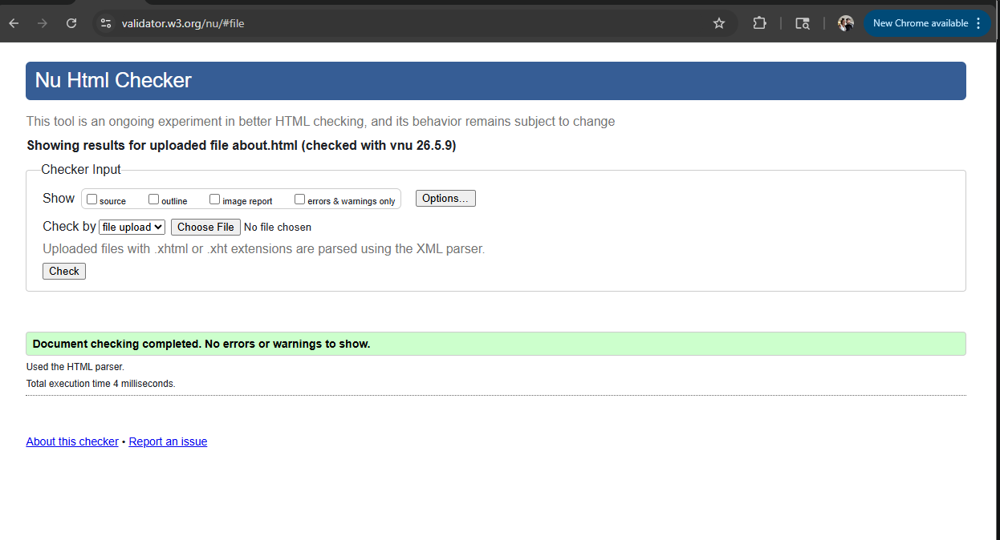 validator.w3.org/nu/#file
New Chrome available
Nu Html Checker
This tool is an ongoing experiment in better HTML checking, and its behavior remains subject to change
Showing results for uploaded file about.html (checked with vnu 26.5.9)
Checker Input
Show source outline image report errors & warnings only Options...
Check by file upload Choose File No file chosen
Uploaded files with .xhtml or .xht extensions are parsed using the XML parser.
Check
Document checking completed. No errors or warnings to show.
Used the HTML parser.
Total execution time 4 milliseconds.
About this checker • Report an issue